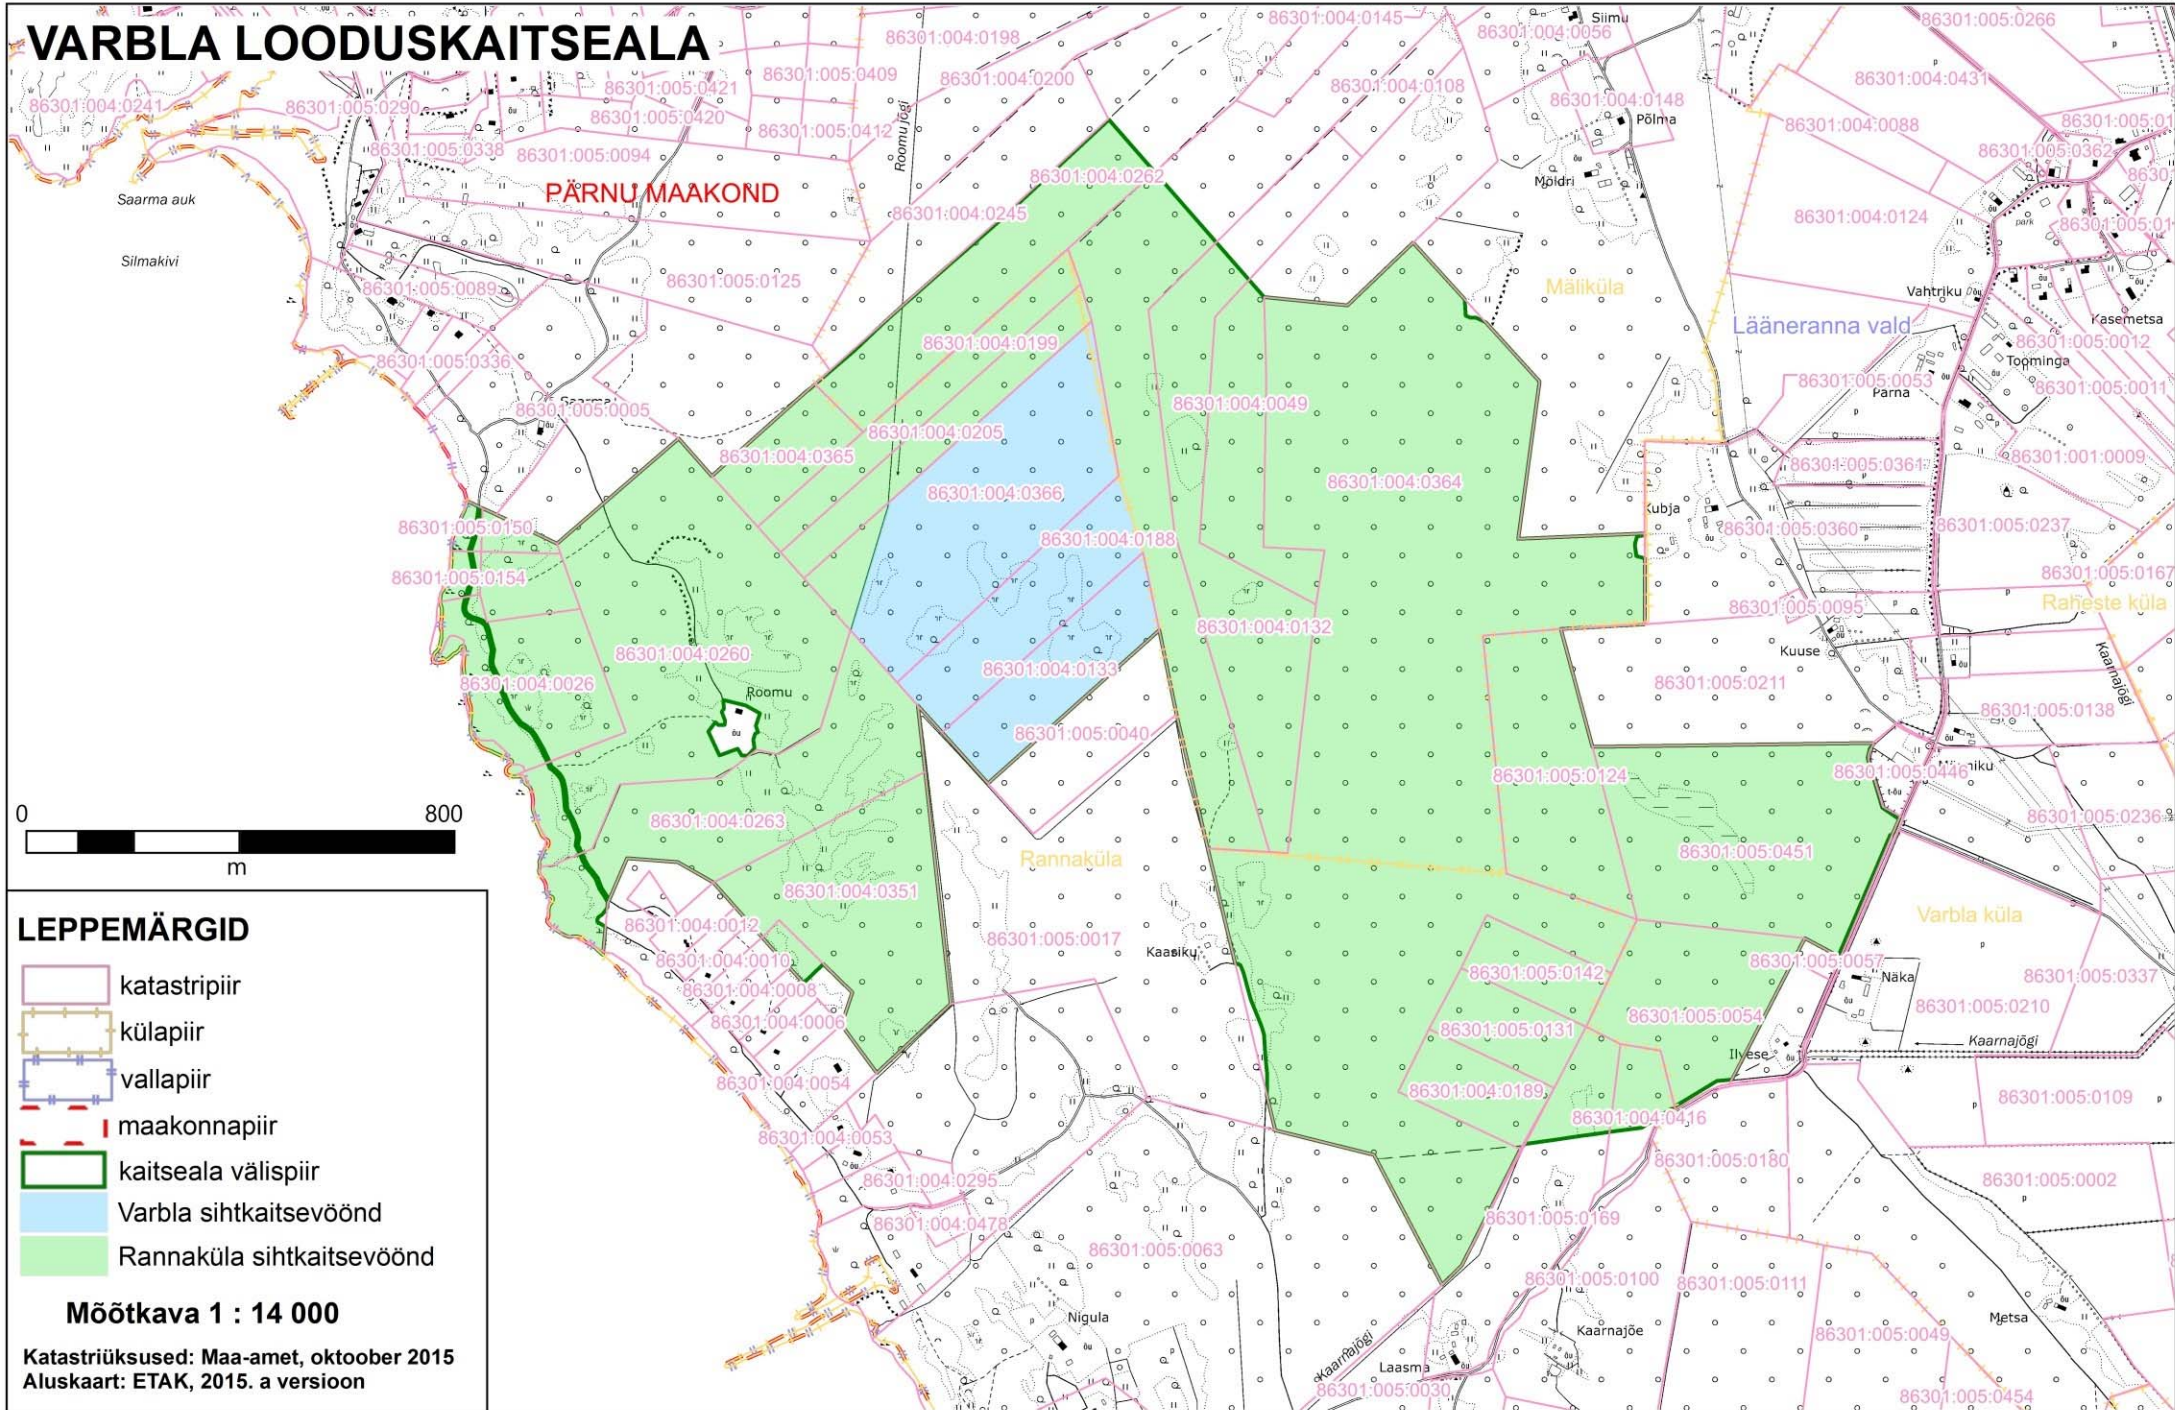 VARBLA LOODUSKAITSEALA
86301:004:0198
86301:004:0145
Siimu
86301:004:0056
86301:005:0266
86301:005:0409
86301:004:0200
86301:005:0421
86301:004:0108
86301:004:0431
86301:004:0241
86301:005:0290
86301:005:0420
86301:005:0412
86301:004:0148
Põlma
86301:004:0088
86301:005:0338
86301:005:0094
Roomu jõgi
86301:005:0362
86301:004:0262
Möldri
PÄRNU MAAKOND
Saarma auk
86301:004:0245
86301:004:0124
park
Silmakivi
86301:005:0125
86301:005:0089
Mäliküla
Vahtriku
Kasemetsa
Lääneranna vald
86301:004:0199
86301:005:0012
86301:005:0336
Toominga
86301:005:0053
Pärna
86301:005:0011
86301:005:0005
86301:004:0049
86301:004:0205
86301:004:0365
86301:005:0361
86301:001:0009
86301:004:0364
86301:004:0366
Kubja
86301:005:0150
86301:005:0360
86301:005:0237
86301:004:0188
86301:005:0154
86301:005:0167
Raheste küla
86301:005:0095
86301:004:0132
86301:004:0260
Kuuse
86301:004:0133
86301:004:0026
86301:005:0211
Kaarnajõgi
Roomu
86301:005:0138
86301:005:0040
86301:005:0124
86301:005:0446
0 800
m
86301:004:0263
86301:005:0236
86301:005:0451
Rannaküla
86301:004:0351
Varbla küla
86301:004:0012
86301:005:0017
Kaasiku
86301:004:0010
86301:005:0142
86301:005:0057
Näka
86301:005:0337
86301:004:0008
86301:005:0210
86301:004:0006
86301:005:0131
86301:005:0054
Kaarnajõgi
Ilvese
86301:004:0054
86301:004:0189
86301:005:0109
86301:004:0416
86301:004:0053
86301:005:0180
86301:004:0295
86301:005:0002
86301:004:0478
86301:005:0169
86301:005:0063
86301:005:0100
86301:005:0111
Nigula
Metsa
Kaarnajõe
86301:005:0049
Kaarnajõgi
Laasma
86301:005:0030
86301:005:0454
LEPPEMÄRGID
katastripiir
külapiir
vallapiir
maakonnapiir
kaitseala välispiir
Varbla sihtkaitsevöönd
Rannaküla sihtkaitsevöönd
Mõõtkava 1 : 14 000
Katastriüksused: Maa-amet, oktoober 2015
Aluskaart: ETAK, 2015. a versioon